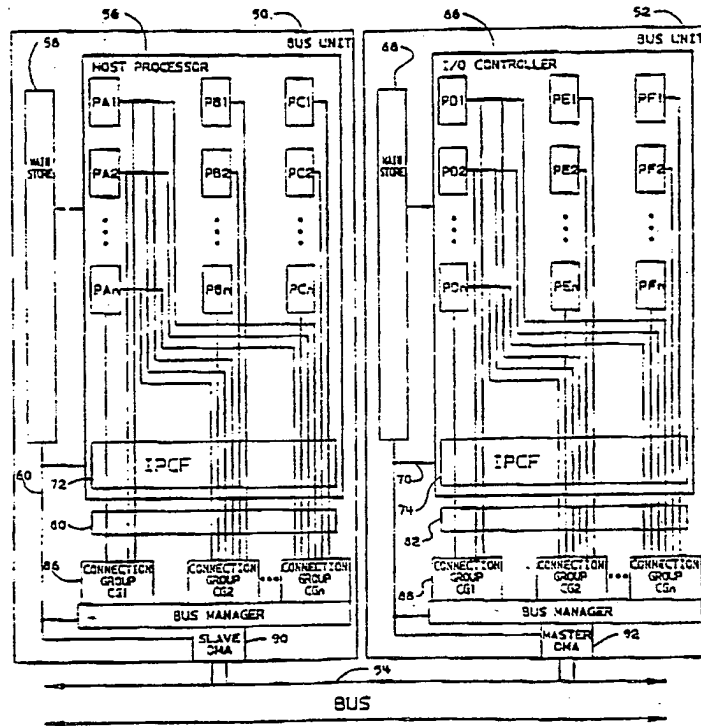 56
50
66
52
58
BUS UNIT
HOST PROCESSOR
PA1
PB1
PC1
MAIN STORE
PA2
PB2
PC2
PAn
PBn
PCn
IPCF
72
60
80
86
CONNECTION GROUP CG1
CONNECTION GROUP CG2
CONNECTION GROUP CGn
BUS MANAGER
SLAVE DMA
90
68
BUS UNIT
I/O CONTROLLER
PD1
PE1
PF1
MAIN STORE
PD2
PE2
PF2
PDn
PEn
PFn
IPCF
70
74
82
88
CONNECTION GROUP CG1
CONNECTION GROUP CG2
CONNECTION GROUP CGn
BUS MANAGER
MASTER DMA
92
54
BUS